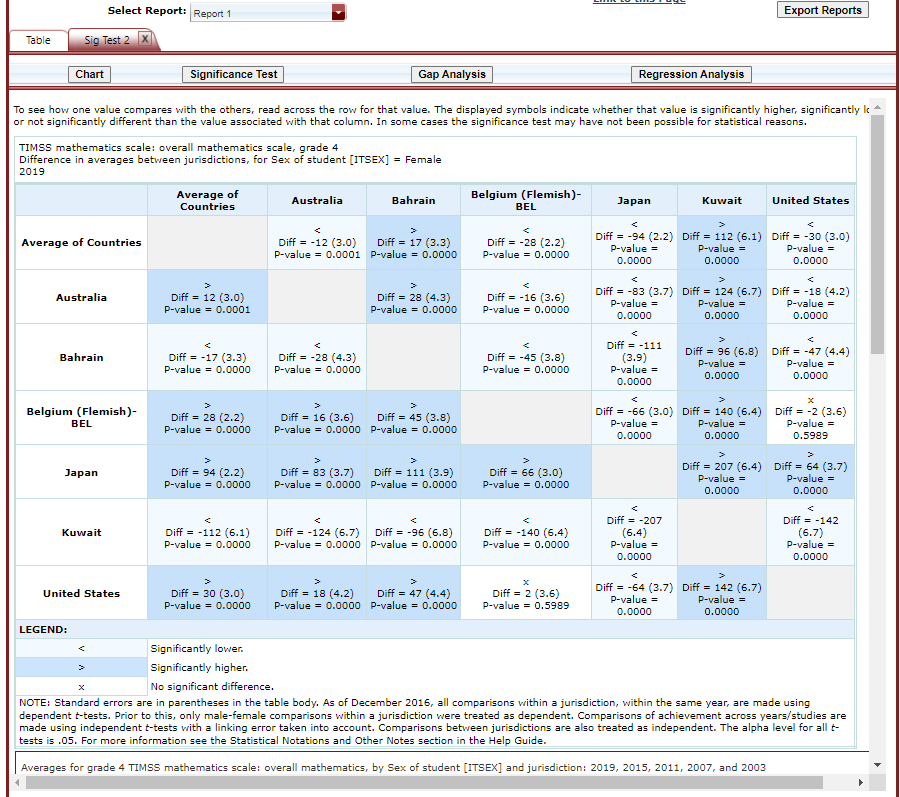 Link to this Page
Select Report: Report 1 Export Reports
Table Sig Test 2 X
Chart Significance Test Gap Analysis Regression Analysis
To see how one value compares with the others, read across the row for that value. The displayed symbols indicate whether that value is significantly higher, significantly
or not significantly different than the value associated with that column. In some cases the significance test may have not been possible for statistical reasons.
TIMSS mathematics scale: overall mathematics scale, grade 4
Difference in averages between jurisdictions, for Sex of student [ITSEX] = Female
2019
Average of Countries Australia Bahrain Belgium (Flemish)-BEL Japan Kuwait United States
Average of Countries < Diff = -12 (3.0) P-value = 0.0001 > Diff = 17 (3.3) P-value = 0.0000 < Diff = -28 (2.2) P-value = 0.0000 < Diff = -94 (2.2) P-value = 0.0000 > Diff = 112 (6.1) P-value = 0.0000 < Diff = -30 (3.0) P-value = 0.0000
Australia > Diff = 12 (3.0) P-value = 0.0001 > Diff = 28 (4.3) P-value = 0.0000 < Diff = -16 (3.6) P-value = 0.0000 < Diff = -83 (3.7) P-value = 0.0000 > Diff = 124 (6.7) P-value = 0.0000 < Diff = -18 (4.2) P-value = 0.0000
Bahrain < Diff = -17 (3.3) P-value = 0.0000 < Diff = -28 (4.3) P-value = 0.0000 < Diff = -45 (3.8) P-value = 0.0000 < Diff = -111 (3.9) P-value = 0.0000 > Diff = 96 (6.8) P-value = 0.0000 < Diff = -47 (4.4) P-value = 0.0000
Belgium (Flemish)-BEL > Diff = 28 (2.2) P-value = 0.0000 > Diff = 16 (3.6) P-value = 0.0000 > Diff = 45 (3.8) P-value = 0.0000 < Diff = -66 (3.0) P-value = 0.0000 > Diff = 140 (6.4) P-value = 0.0000 x Diff = -2 (3.6) P-value = 0.5989
Japan > Diff = 94 (2.2) P-value = 0.0000 > Diff = 83 (3.7) P-value = 0.0000 > Diff = 111 (3.9) P-value = 0.0000 > Diff = 66 (3.0) P-value = 0.0000 > Diff = 207 (6.4) P-value = 0.0000 > Diff = 64 (3.7) P-value = 0.0000
Kuwait < Diff = -112 (6.1) P-value = 0.0000 < Diff = -124 (6.7) P-value = 0.0000 < Diff = -96 (6.8) P-value = 0.0000 < Diff = -140 (6.4) P-value = 0.0000 < Diff = -207 (6.4) P-value = 0.0000 < Diff = -142 (6.7) P-value = 0.0000
United States > Diff = 30 (3.0) P-value = 0.0000 > Diff = 18 (4.2) P-value = 0.0000 > Diff = 47 (4.4) P-value = 0.0000 x Diff = 2 (3.6) P-value = 0.5989 < Diff = -64 (3.7) P-value = 0.0000 > Diff = 142 (6.7) P-value = 0.0000
LEGEND:
< Significantly lower.
> Significantly higher.
x No significant difference.
NOTE: Standard errors are in parentheses in the table body. As of December 2016, all comparisons within a jurisdiction, within the same year, are made using
dependent t-tests. Prior to this, only male-female comparisons within a jurisdiction were treated as dependent. Comparisons of achievement across years/studies are
made using independent t-tests with a linking error taken into account. Comparisons between jurisdictions are also treated as independent. The alpha level for all t-
tests is .05. For more information see the Statistical Notations and Other Notes section in the Help Guide.
Averages for grade 4 TIMSS mathematics scale: overall mathematics, by Sex of student [ITSEX] and jurisdiction: 2019, 2015, 2011, 2007, and 2003